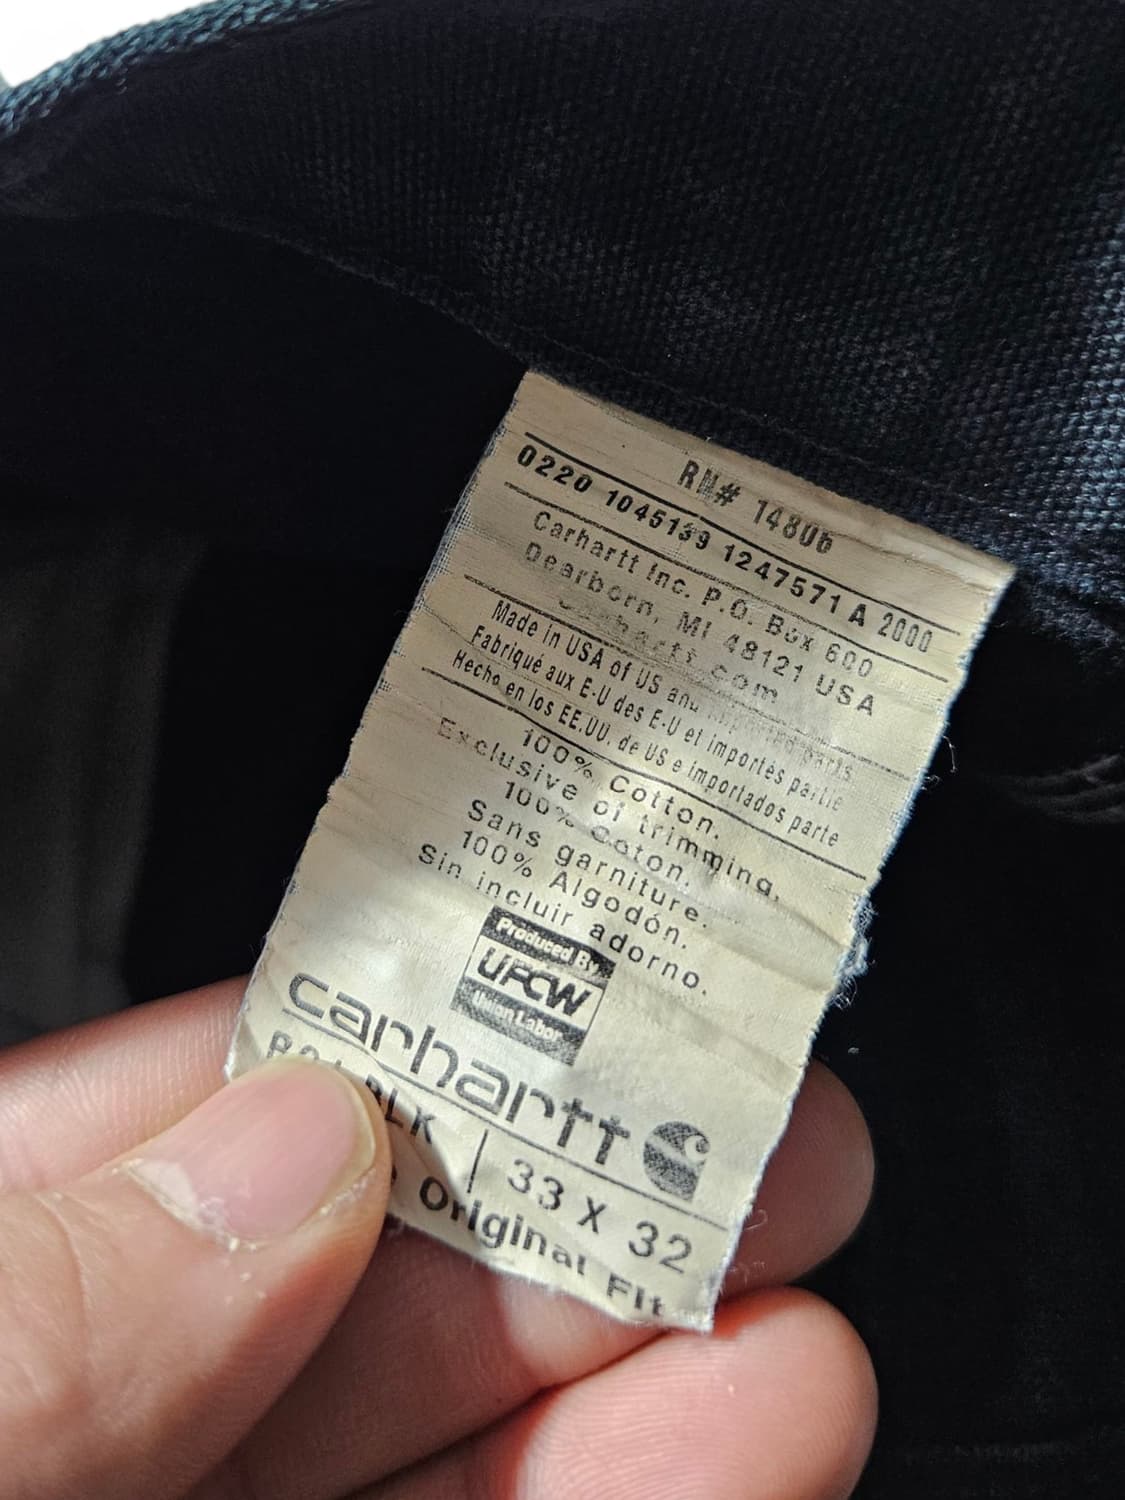 RN# 14806
0220 1045139 1247571 A 2000
Carhartt Inc. P.O. Box 600
Dearborn, MI 48121 USA
Made in USA of US and imported parts
Fabriqué aux E-U des E-U et importés partie
Hecho en los EE.UU. de US e importados parte
100% Cotton.
Exclusive of trimming.
100% Coton.
Sans garniture.
100% Algodón.
Sin incluir adorno.
Produced By
UFCW
Union Labor
carhartt
BLK
33 X 32
Original Fit